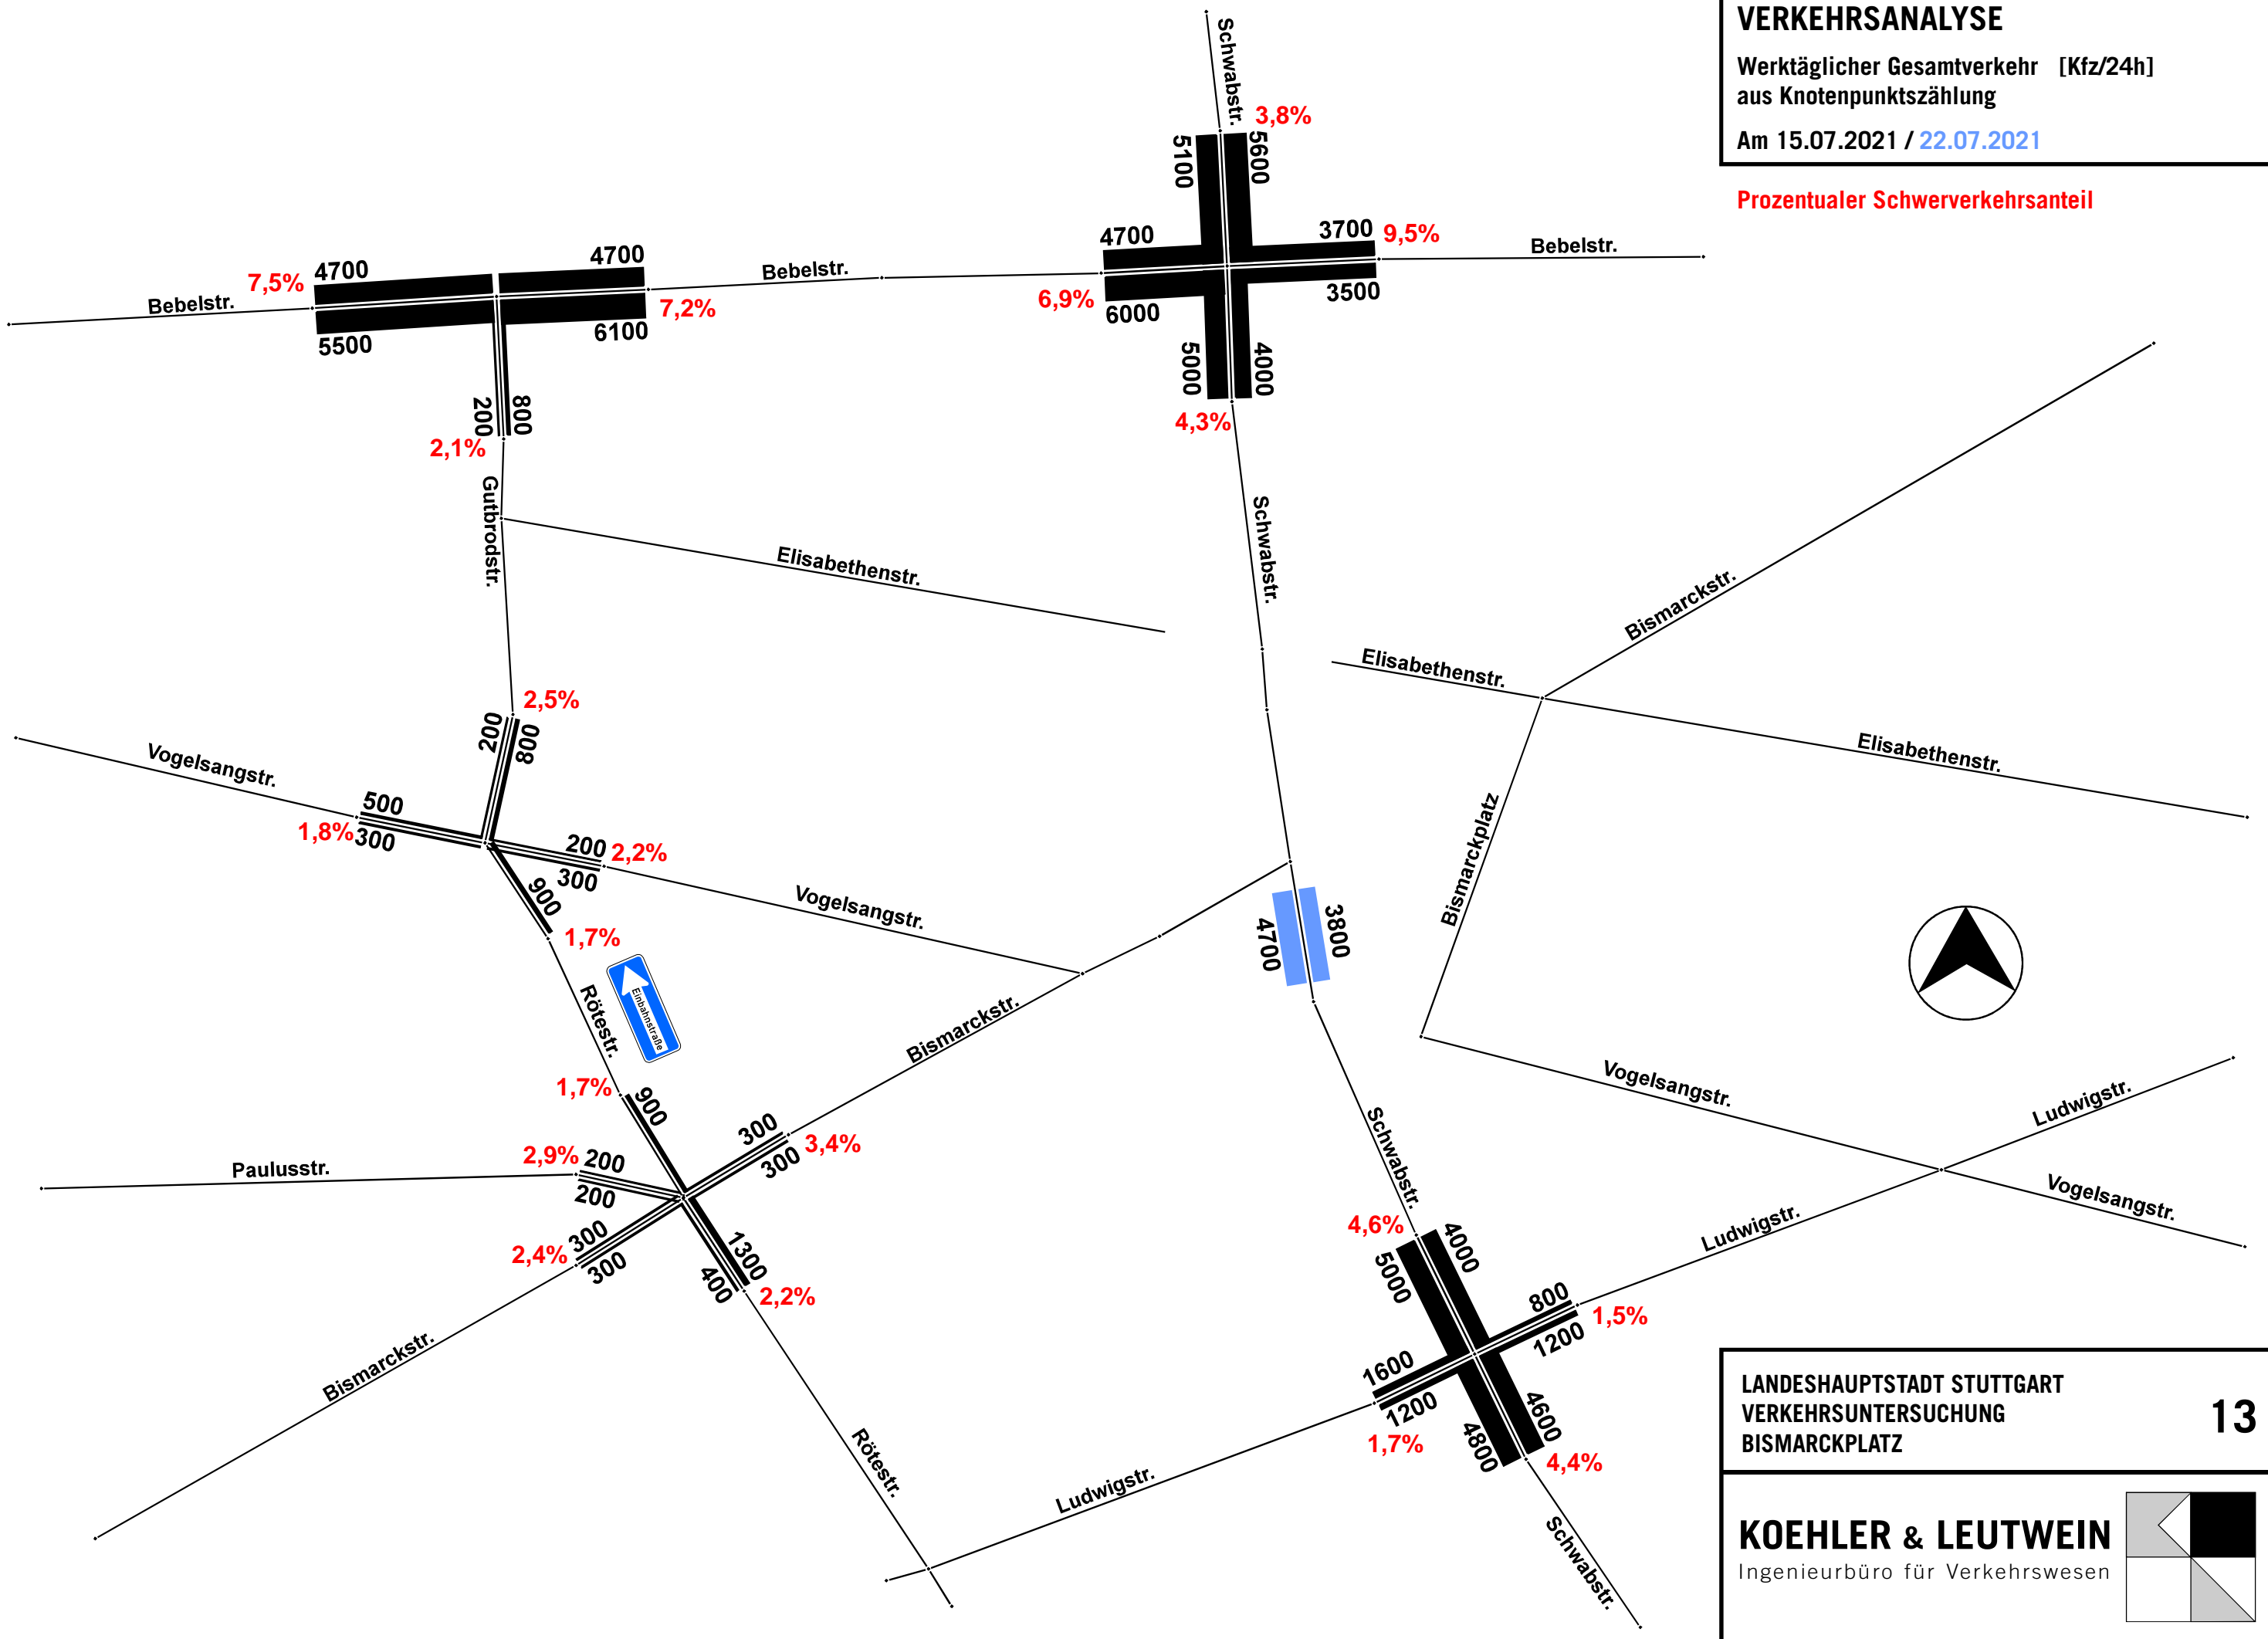 VERKEHRSANALYSE
Werktäglicher Gesamtverkehr [Kfz/24h]
aus Knotenpunktszählung
Am 15.07.2021 / 22.07.2021
Prozentualer Schwerverkehrsanteil
Schwabstr.
3,8%
5100
5600
4700
3700
9,5%
Bebelstr.
6,9%
6000
3500
5000
4000
4,3%
Bebelstr.
7,5%
4700
4700
Bebelstr.
7,2%
5500
6100
200
800
2,1%
Gutbrodstr.
Elisabethenstr.
Schwabstr.
Bismarckstr.
Elisabethenstr.
Elisabethenstr.
Bismarckplatz
2,5%
200
800
Vogelsangstr.
500
1,8%
300
200
2,2%
300
900
1,7%
Vogelsangstr.
4700
3800
Rötestr.
Einbahnstraße
Bismarckstr.
1,7%
900
300
3,4%
300
Paulusstr.
2,9%
200
200
300
2,4%
300
1300
400
2,2%
Bismarckstr.
Rötestr.
Schwabstr.
Vogelsangstr.
Ludwigstr.
Vogelsangstr.
Ludwigstr.
4,6%
4000
5000
800
1,5%
1200
1600
1200
1,7%
4600
4800
4,4%
Ludwigstr.
Schwabstr.
LANDESHAUPTSTADT STUTTGART
VERKEHRSUNTERSUCHUNG
BISMARCKPLATZ
13
KOEHLER & LEUTWEIN
Ingenieurbüro für Verkehrswesen